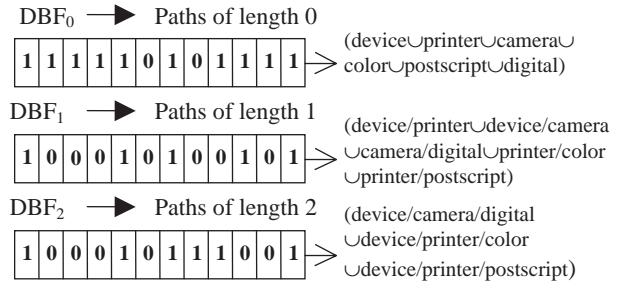 DBF0 Paths of length 0
1 1 1 1 1 0 1 0 1 1 1 1
(device∪printer∪camera∪
color∪postscript∪digital)
DBF1 Paths of length 1
1 0 0 0 1 0 1 0 0 1 0 1
(device/printer∪device/camera
∪camera/digital∪printer/color
∪printer/postscript)
DBF2 Paths of length 2
1 0 0 0 1 0 1 1 1 0 0 1
(device/camera/digital
∪device/printer/color
∪device/printer/postscript)